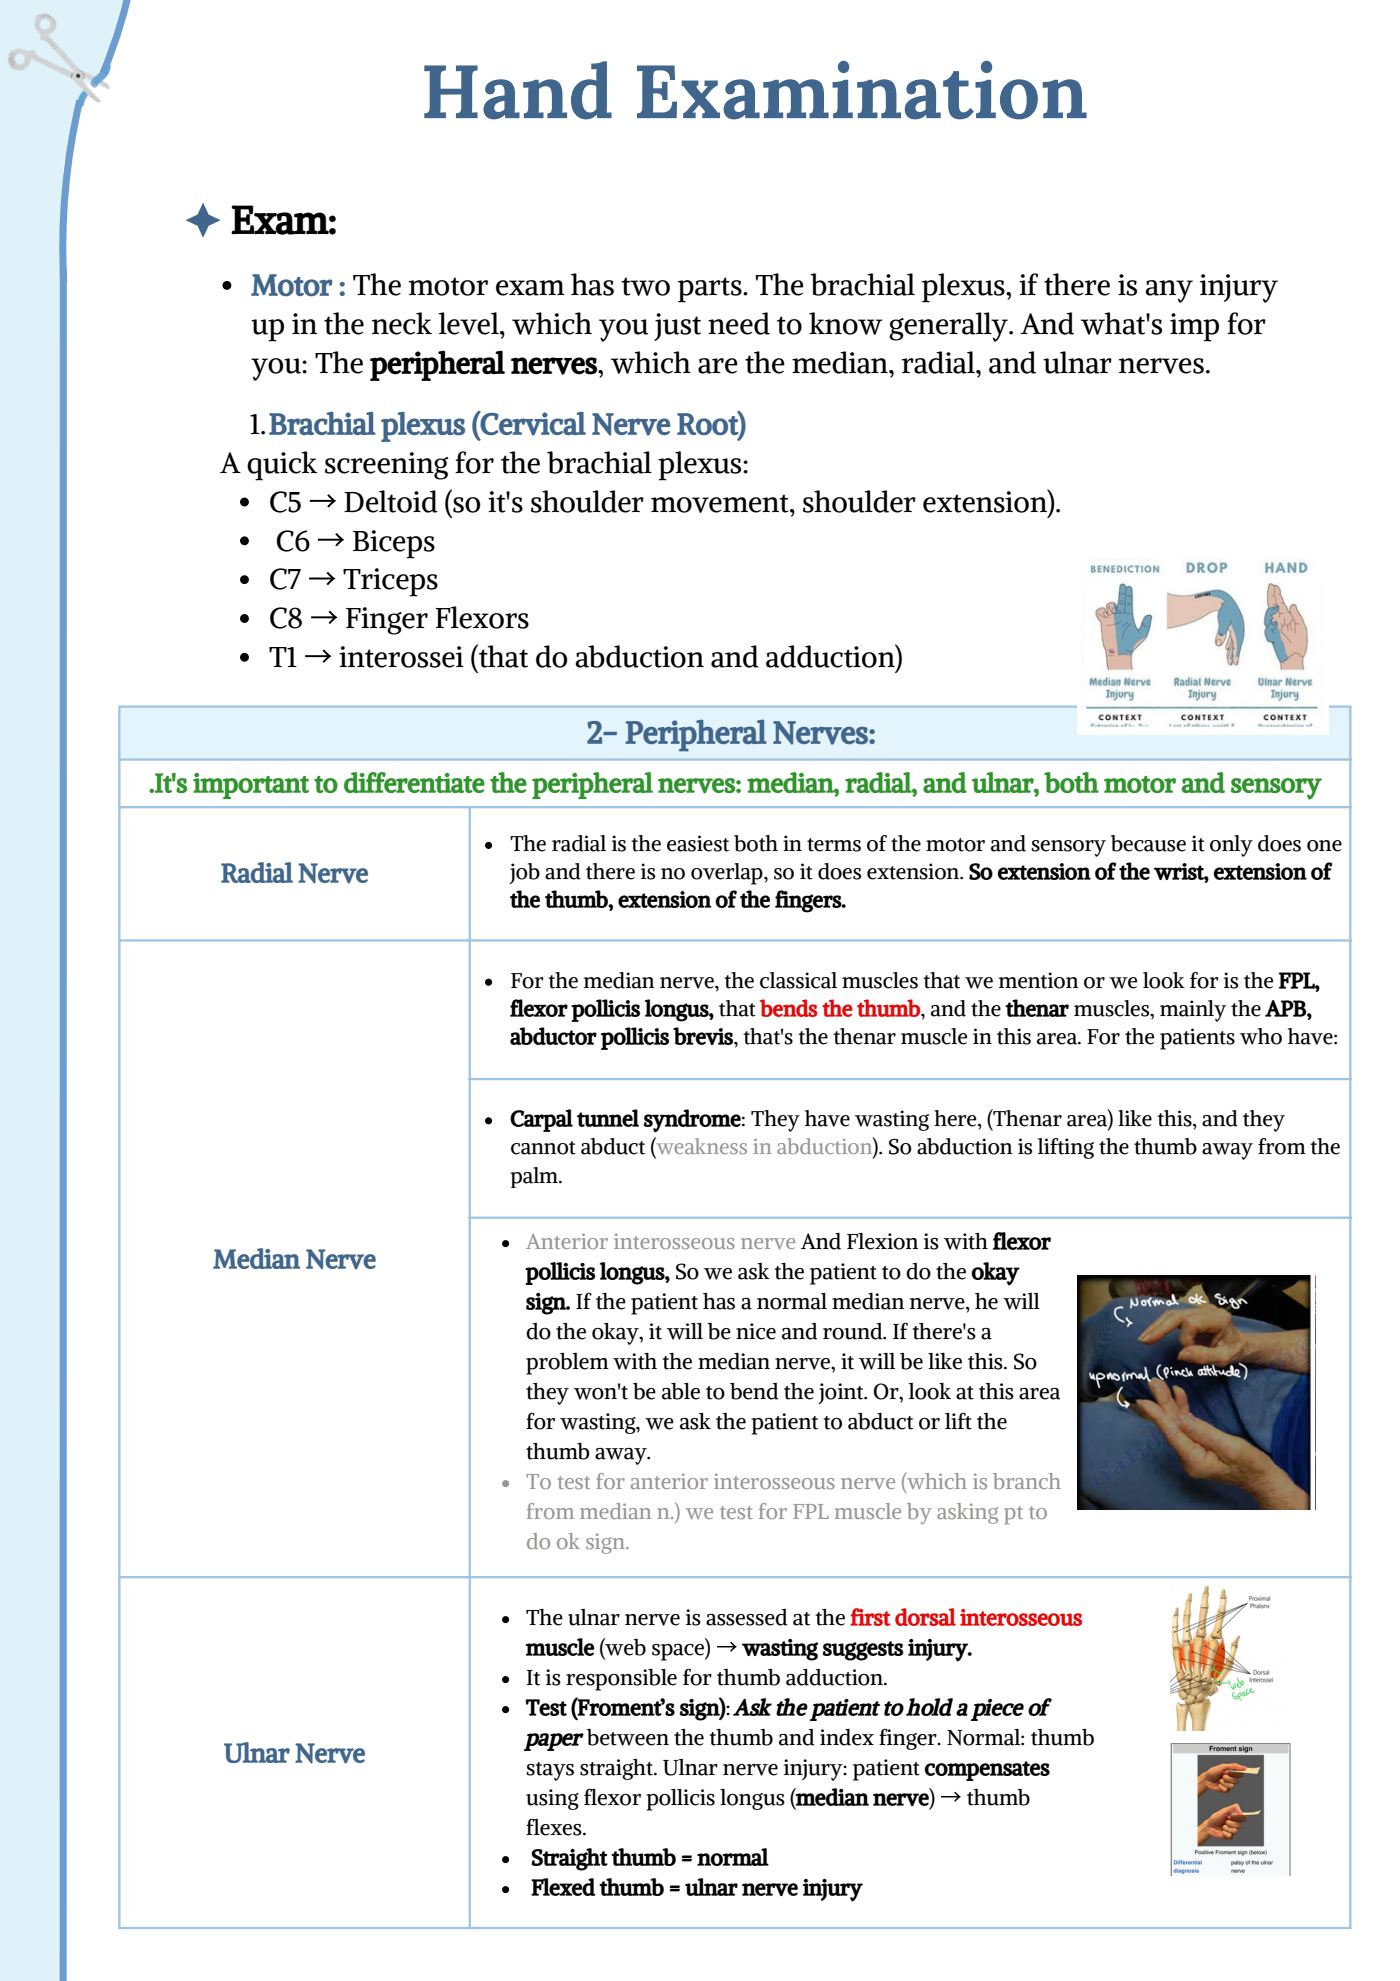 Hand Examination
Exam:
• Motor : The motor exam has two parts. The brachial plexus, if there is any injury
up in the neck level, which you just need to know generally. And what's imp for
you: The peripheral nerves, which are the median, radial, and ulnar nerves.
1.Brachial plexus (Cervical Nerve Root)
A quick screening for the brachial plexus:
• C5 → Deltoid (so it's shoulder movement, shoulder extension).
• C6 → Biceps
• C7 → Triceps
• C8 → Finger Flexors
• T1 → interossei (that do abduction and adduction)
BENEDICTION DROP HAND
Median Nerve Injury
Radial Nerve Injury
Ulnar Nerve Injury
CONTEXT CONTEXT CONTEXT
2- Peripheral Nerves:
.It's important to differentiate the peripheral nerves: median, radial, and ulnar, both motor and sensory
Radial Nerve
• The radial is the easiest both in terms of the motor and sensory because it only does one
job and there is no overlap, so it does extension. So extension of the wrist, extension of
the thumb, extension of the fingers.
Median Nerve
• For the median nerve, the classical muscles that we mention or we look for is the FPL,
flexor pollicis longus, that bends the thumb, and the thenar muscles, mainly the APB,
abductor pollicis brevis, that's the thenar muscle in this area. For the patients who have:
• Carpal tunnel syndrome: They have wasting here, (Thenar area) like this, and they
cannot abduct (weakness in abduction). So abduction is lifting the thumb away from the
palm.
• Anterior interosseous nerve And Flexion is with flexor
pollicis longus, So we ask the patient to do the okay
sign. If the patient has a normal median nerve, he will
do the okay, it will be nice and round. If there's a
problem with the median nerve, it will be like this. So
they won't be able to bend the joint. Or, look at this area
for wasting, we ask the patient to abduct or lift the
thumb away.
• To test for anterior interosseous nerve (which is branch
from median n.) we test for FPL muscle by asking pt to
do ok sign.
Normal ok Sign
upnormal (Pinch attitude)
Ulnar Nerve
• The ulnar nerve is assessed at the first dorsal interosseous
muscle (web space) → wasting suggests injury.
• It is responsible for thumb adduction.
• Test (Froment’s sign): Ask the patient to hold a piece of
paper between the thumb and index finger. Normal: thumb
stays straight. Ulnar nerve injury: patient compensates
using flexor pollicis longus (median nerve) → thumb
flexes.
• Straight thumb = normal
• Flexed thumb = ulnar nerve injury
Proximal
Phalanx
Dorsal
Interossei
web
Space
Froment sign
Positive Froment sign (below)
Differential palsy of the ulnar
diagnosis nerve